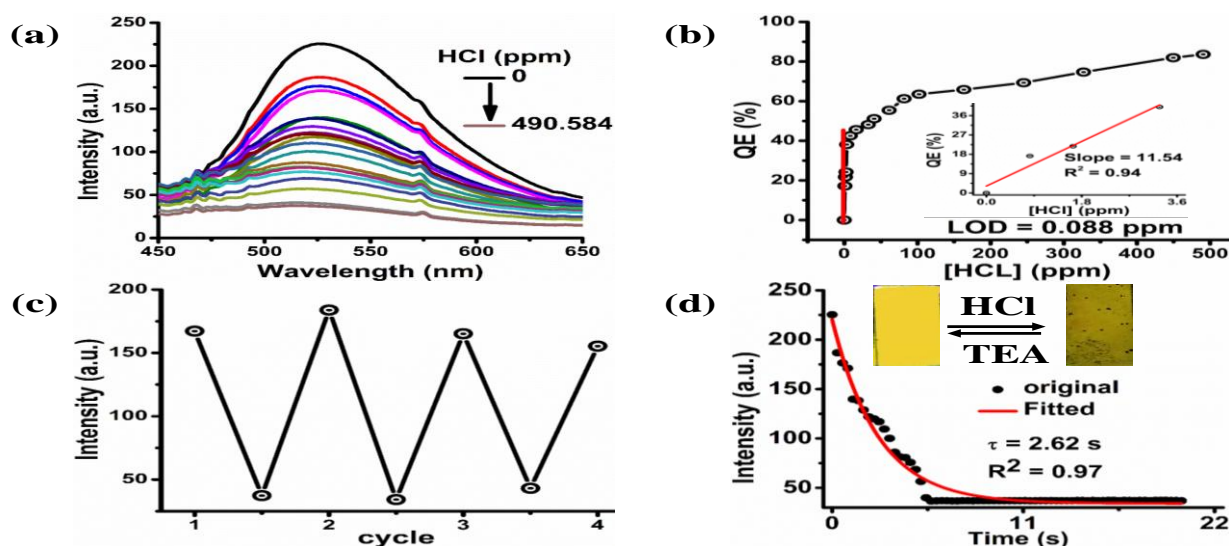 (a)
Intensity (a.u.)
250
200
150
100
50
0
450
500
550
600
650
Wavelength (nm)
HCl (ppm)
0
490.584
(b)
QE (%)
100
80
60
40
20
0
0
100
200
300
400
500
[HCL] (ppm)
LOD = 0.088 ppm
QE (%)
36
27
18
9
0
0.0
1.8
3.6
[HCl] (ppm)
Slope = 11.54
R² = 0.94
(c)
Intensity (a.u.)
200
150
100
50
1
2
3
4
cycle
(d)
Intensity (a.u.)
250
200
150
100
50
0
11
22
Time (s)
HCl
TEA
original
Fitted
τ = 2.62 s
R² = 0.97